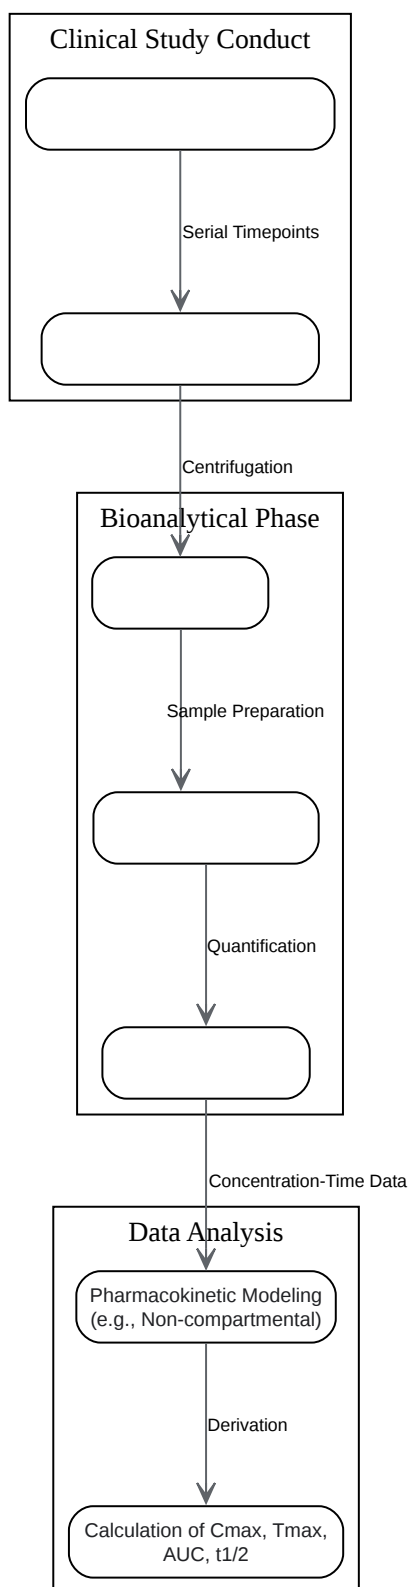 Clinical Study Conduct
Serial Timepoints
Centrifugation
Bioanalytical Phase
Sample Preparation
Quantification
Concentration-Time Data
Data Analysis
Pharmacokinetic Modeling
(e.g., Non-compartmental)
Derivation
Calculation of Cmax, Tmax,
AUC, t1/2